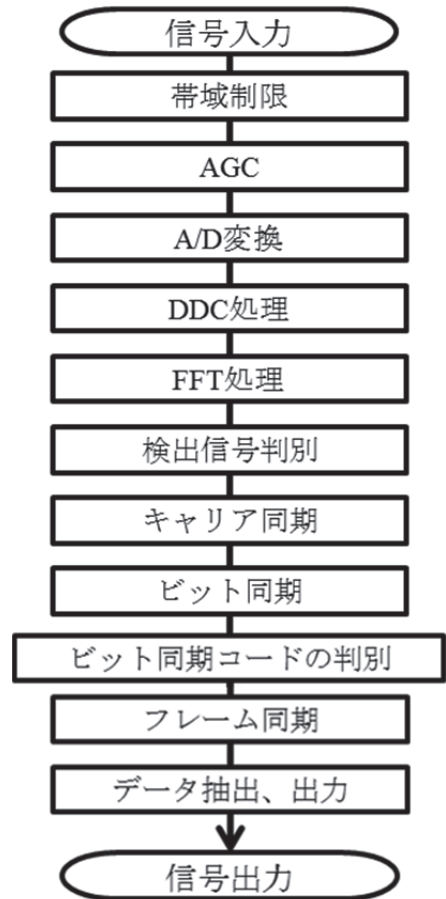 信号入力
帯域制限
AGC
A/D変換
DDC処理
FFT処理
検出信号判別
キャリア同期
ビット同期
ビット同期コードの判別
フレーム同期
データ抽出、出力
信号出力